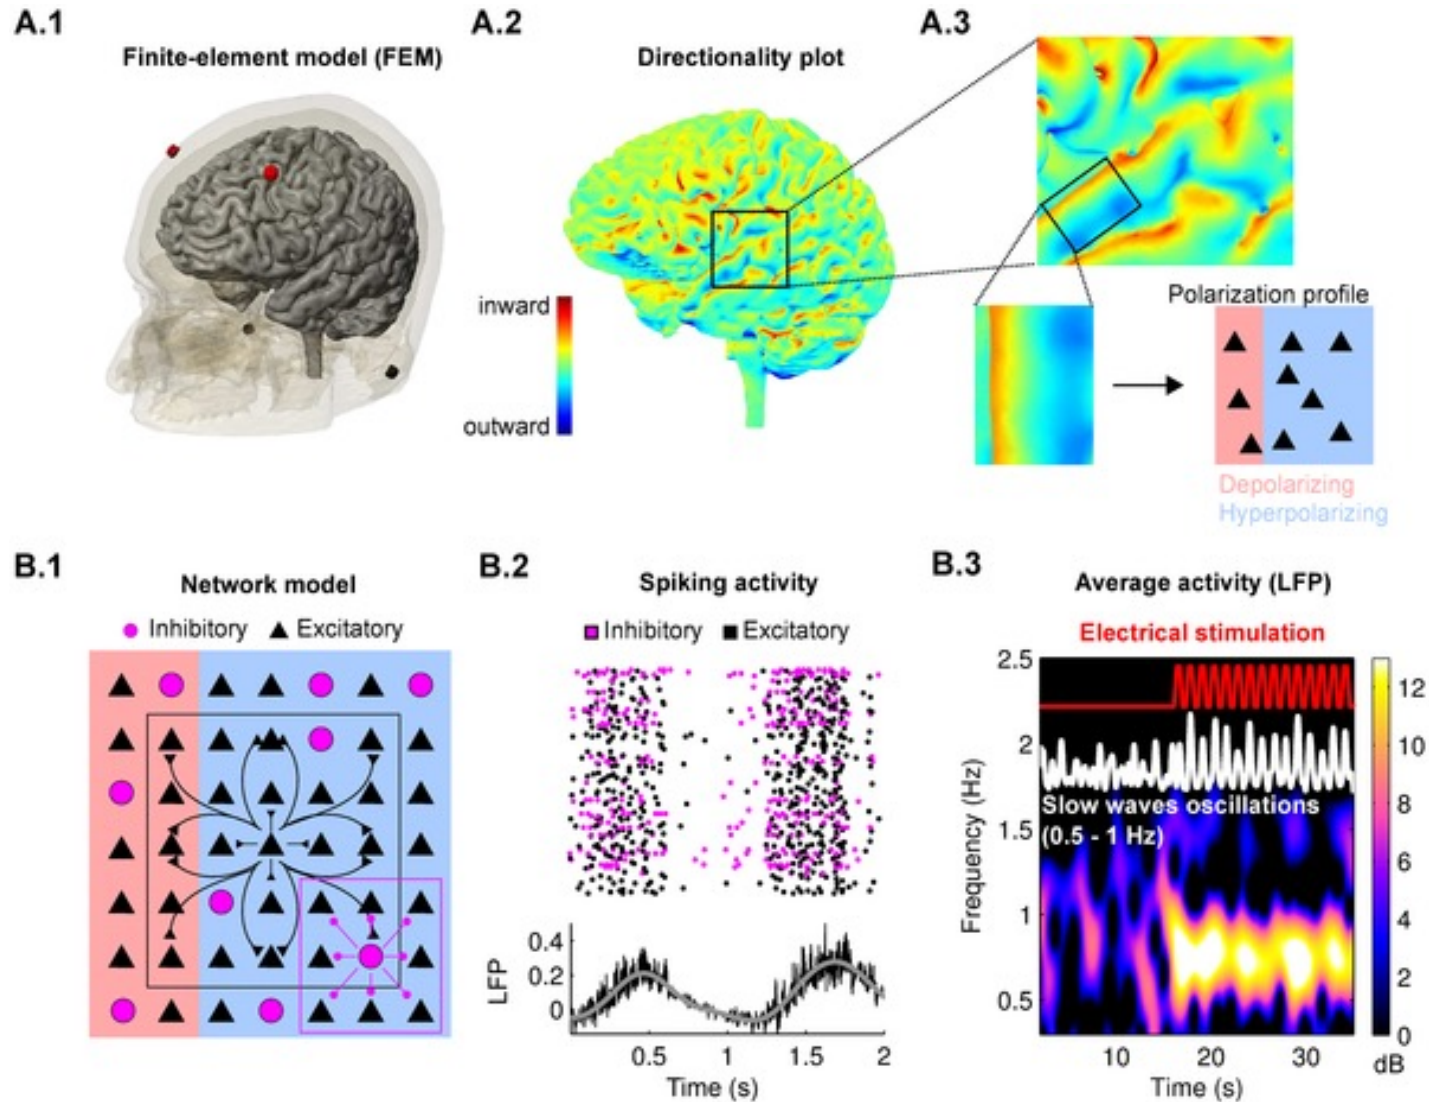 A.1
Finite-element model (FEM)
A.2
Directionality plot
inward
outward
A.3
Polarization profile
Depolarizing
Hyperpolarizing
B.1
Network model
Inhibitory Excitatory
B.2
Spiking activity
Inhibitory Excitatory
0.4
0.2
0
LFP
0.5 1 1.5 2
Time (s)
B.3
Average activity (LFP)
Electrical stimulation
2.5
2
1.5
1
0.5
Frequency (Hz)
Slow waves oscillations
(0.5 - 1 Hz)
10 20 30
Time (s)
12
10
8
6
4
2
0
dB